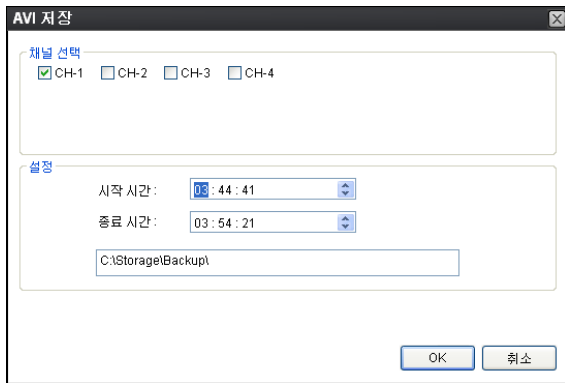 AVI 저장
채널 선택
CH-1 CH-2 CH-3 CH-4
설정
시작 시간 : 03 : 44 : 41
종료 시간 : 03 : 54 : 21
C:\Storage\Backup\
OK 취소